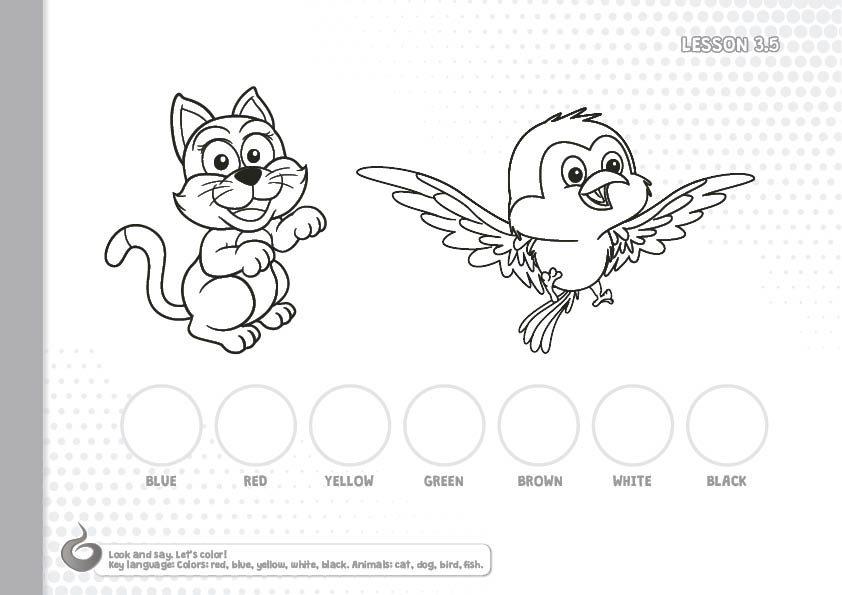 LESSON 3.5
BLUE RED YELLOW GREEN BROWN WHITE BLACK
Look and say. Let's color!
Key language: Colors: red, blue, yellow, white, black. Animals: cat, dog, bird, fish.